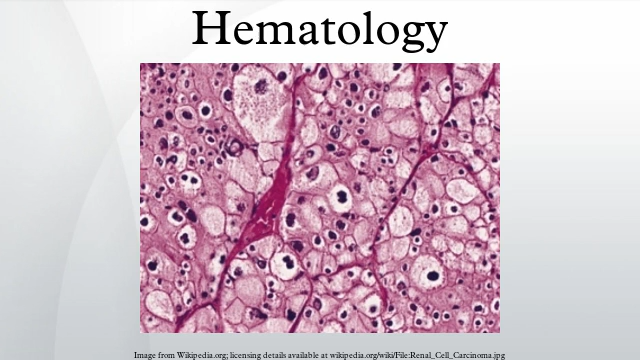 Hematology
Image from Wikipedia.org; licensing details available at wikipedia.org/wiki/File:Renal_Cell_Carcinoma.jpg